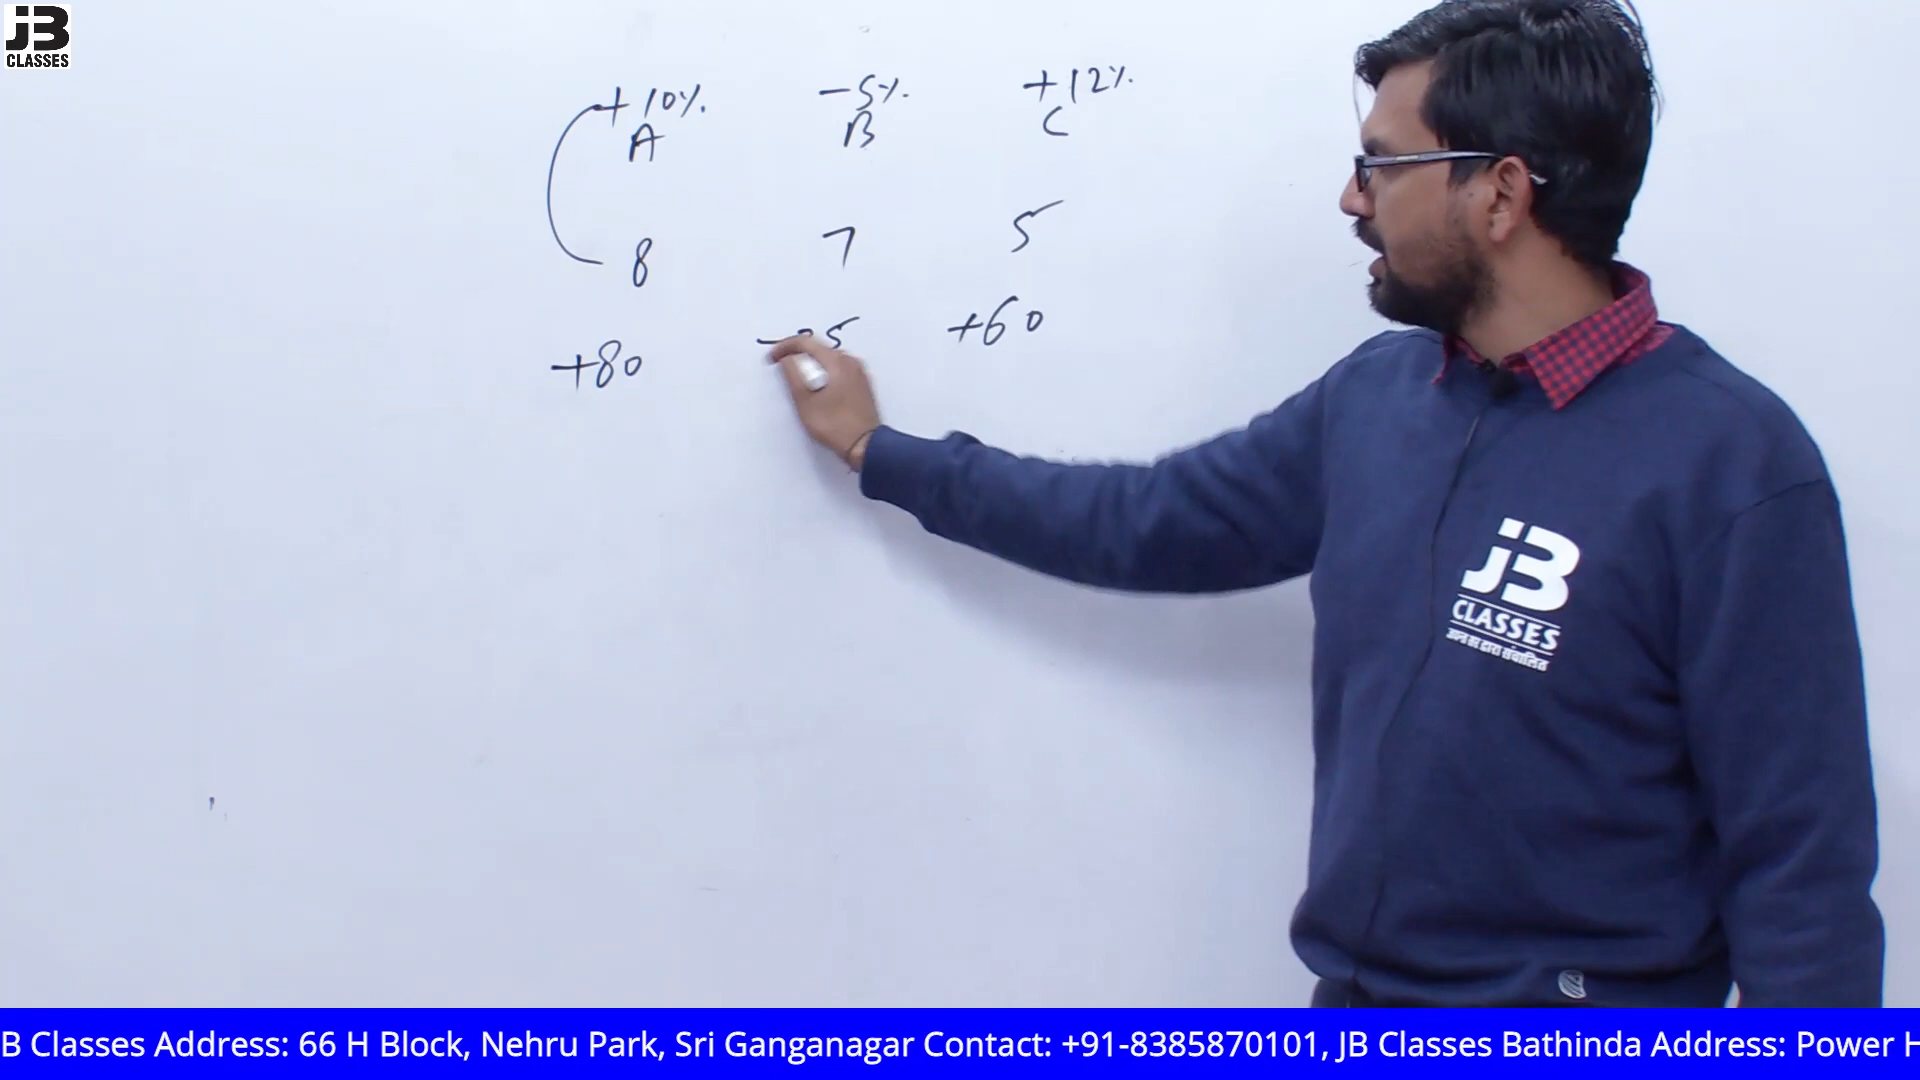 JB
CLASSES
+10% -5% +12%
A B C
8 7 5
+80 +60
JB
CLASSES
B Classes Address: 66 H Block, Nehru Park, Sri Ganganagar Contact: +91-8385870101, JB Classes Bathinda Address: Power H